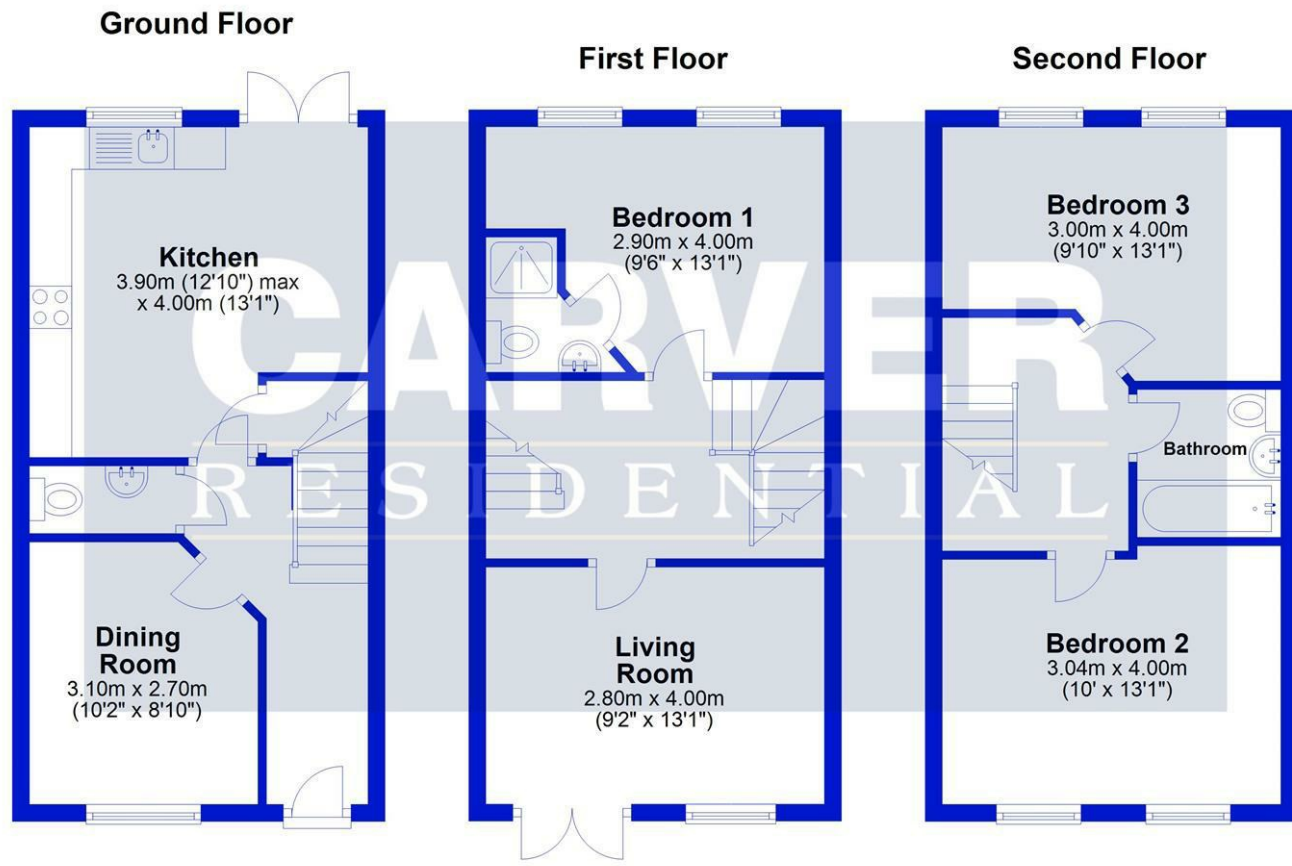 Ground Floor
Kitchen
3.90m (12'10") max
x 4.00m (13'1")
Dining
Room
3.10m x 2.70m
(10'2" x 8'10")
First Floor
Bedroom 1
2.90m x 4.00m
(9'6" x 13'1")
Living
Room
2.80m x 4.00m
(9'2" x 13'1")
Second Floor
Bedroom 3
3.00m x 4.00m
(9'10" x 13'1")
Bathroom
Bedroom 2
3.04m x 4.00m
(10' x 13'1")
CARVER
RESIDENTIAL